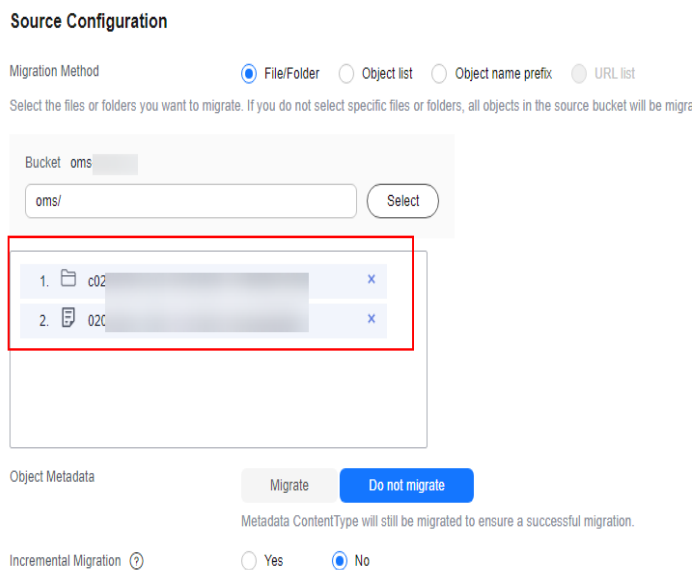 Source Configuration
Migration Method File/Folder Object list Object name prefix URL list
Select the files or folders you want to migrate. If you do not select specific files or folders, all objects in the source bucket will be migra
Bucket oms
oms/ Select
1. c02 ×
2. 020 ×
Object Metadata Migrate Do not migrate
Metadata ContentType will still be migrated to ensure a successful migration.
Incremental Migration ? Yes No